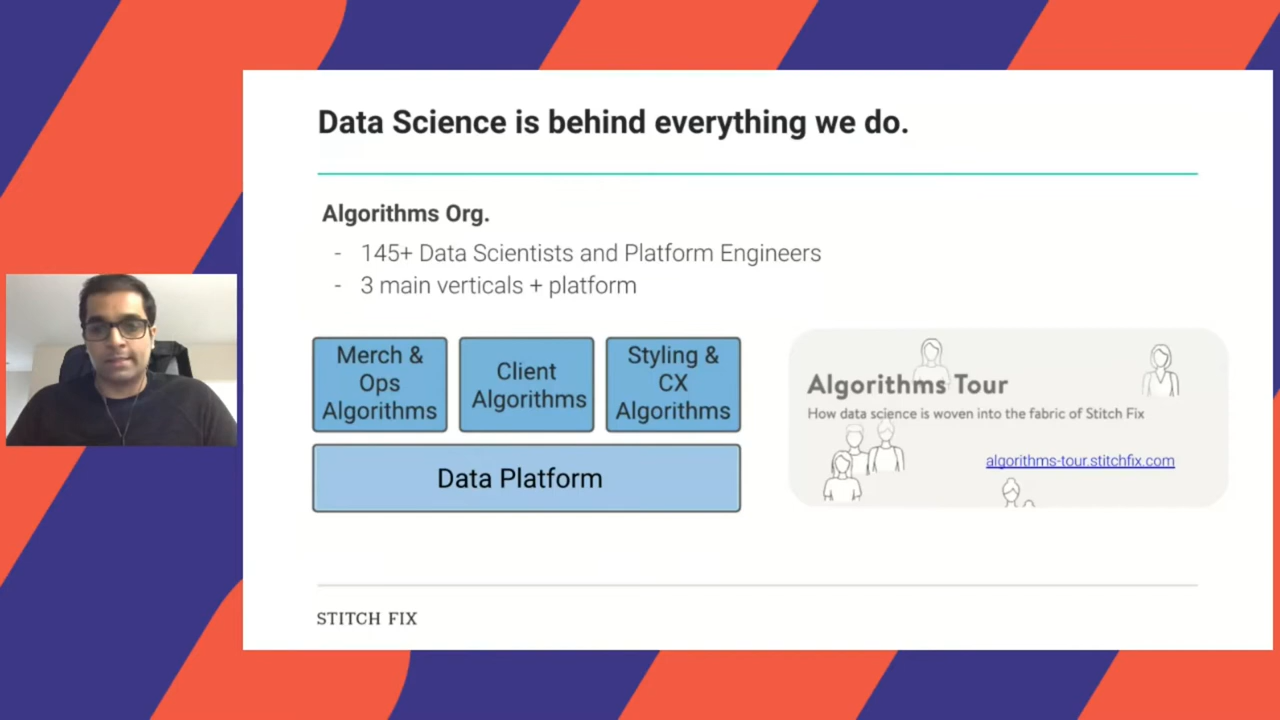 Data Science is behind everything we do.
Algorithms Org.
- 145+ Data Scientists and Platform Engineers
- 3 main verticals + platform
Merch &
Ops
Algorithms
Client
Algorithms
Styling &
CX
Algorithms
Data Platform
Algorithms Tour
How data science is woven into the fabric of Stitch Fix
algorithms-tour.stitchfix.com
STITCH FIX